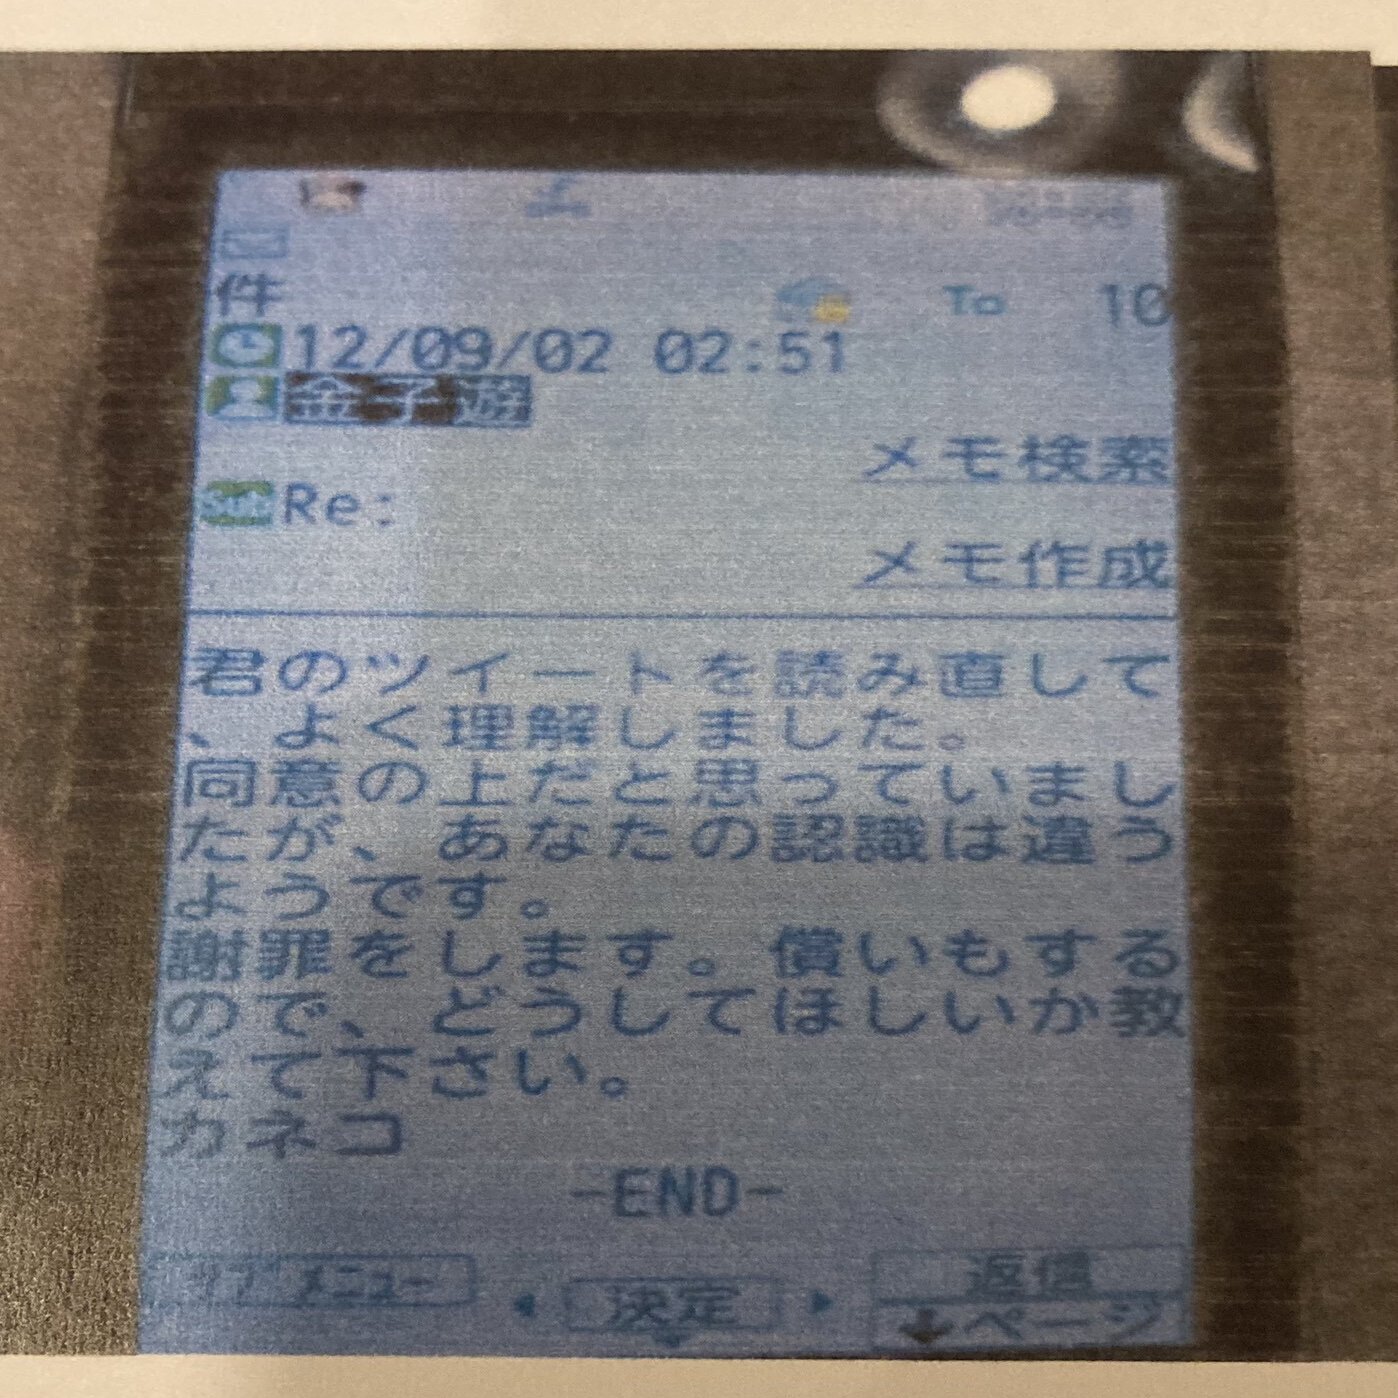 件 To 10
12/09/02 02:51
金子遊
メモ検索
Sub Re:
メモ作成
君のツイートを読み直して
、よく理解しました。
同意の上だと思っていまし
たが、あなたの認識は違う
ようです。
謝罪をします。償いもする
ので、どうしてほしいか教
えて下さい。
カネコ
-END-
サブメニュー
決定
返信
↓ページ